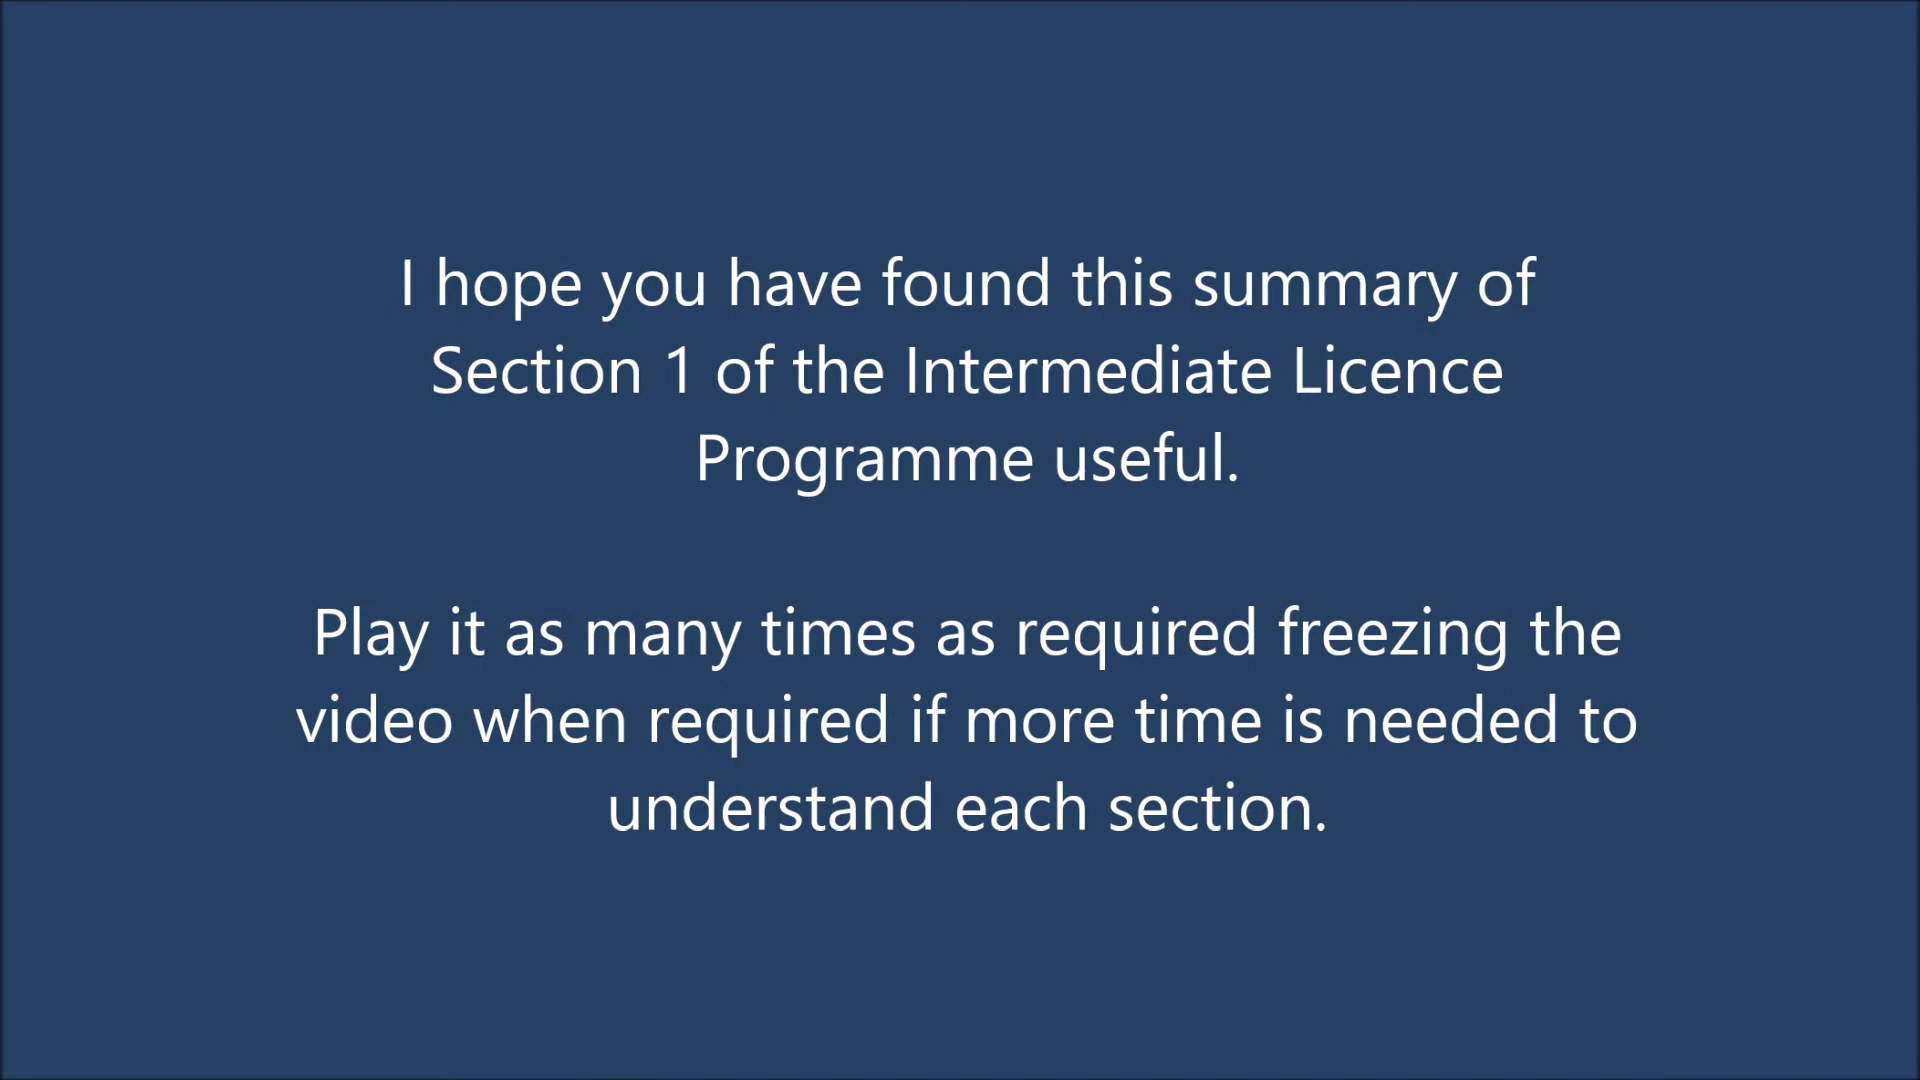 I hope you have found this summary of
Section 1 of the Intermediate Licence
Programme useful.
Play it as many times as required freezing the
video when required if more time is needed to
understand each section.